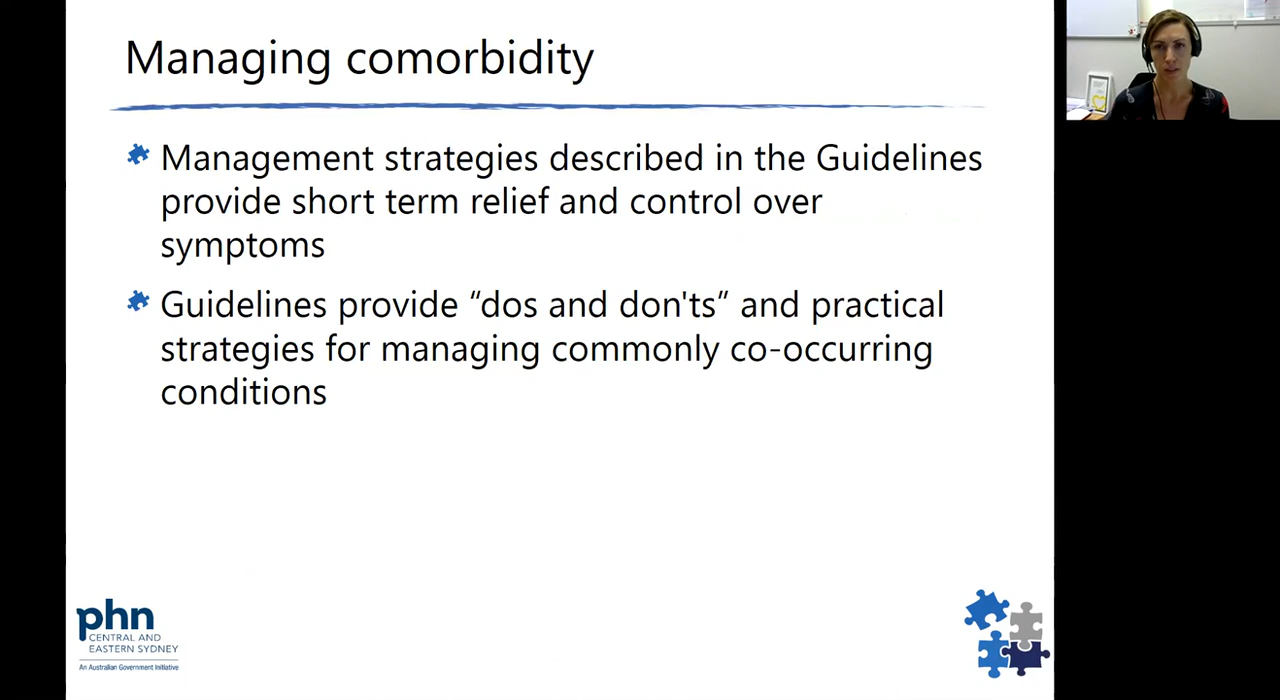 Managing comorbidity
Management strategies described in the Guidelines
provide short term relief and control over
symptoms
Guidelines provide “dos and don'ts” and practical
strategies for managing commonly co-occurring
conditions
phn
CENTRAL AND
EASTERN SYDNEY
An Australian Government Initiative